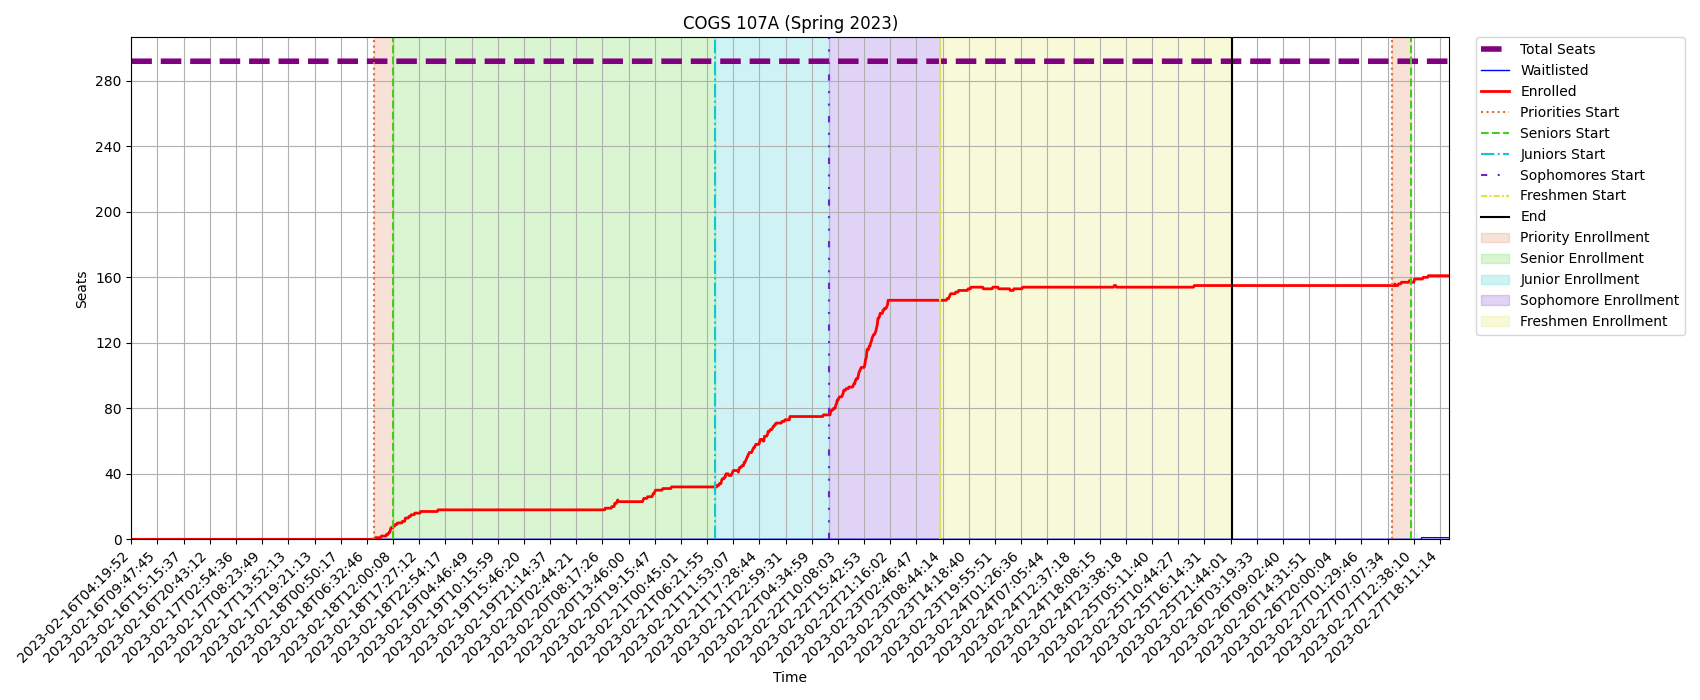 COGS 107A (Spring 2023)
Seats
280
240
200
160
120
80
40
0
2023-02-16T04:19:52
2023-02-16T09:47:45
2023-02-16T15:15:37
2023-02-16T20:43:12
2023-02-17T02:54:36
2023-02-17T08:23:49
2023-02-17T13:52:13
2023-02-17T19:21:13
2023-02-18T00:50:17
2023-02-18T06:32:46
2023-02-18T12:00:08
2023-02-18T17:27:12
2023-02-18T22:54:17
2023-02-19T04:46:49
2023-02-19T10:15:59
2023-02-19T15:46:20
2023-02-19T21:14:37
2023-02-20T02:44:21
2023-02-20T08:17:26
2023-02-20T13:46:00
2023-02-20T19:15:47
2023-02-21T00:45:01
2023-02-21T06:21:55
2023-02-21T11:53:07
2023-02-21T17:28:44
2023-02-21T22:59:31
2023-02-22T04:34:59
2023-02-22T10:08:03
2023-02-22T15:42:53
2023-02-22T21:16:02
2023-02-23T02:46:47
2023-02-23T08:44:14
2023-02-23T14:18:40
2023-02-23T19:55:51
2023-02-24T01:26:36
2023-02-24T07:05:44
2023-02-24T12:37:18
2023-02-24T18:08:15
2023-02-24T23:38:18
2023-02-25T05:11:40
2023-02-25T10:44:27
2023-02-25T16:14:31
2023-02-25T21:44:01
2023-02-26T03:19:33
2023-02-26T09:02:40
2023-02-26T14:31:51
2023-02-26T20:00:04
2023-02-27T01:29:46
2023-02-27T07:07:34
2023-02-27T12:38:10
2023-02-27T18:11:14
Time
Total Seats
Waitlisted
Enrolled
Priorities Start
Seniors Start
Juniors Start
Sophomores Start
Freshmen Start
End
Priority Enrollment
Senior Enrollment
Junior Enrollment
Sophomore Enrollment
Freshmen Enrollment